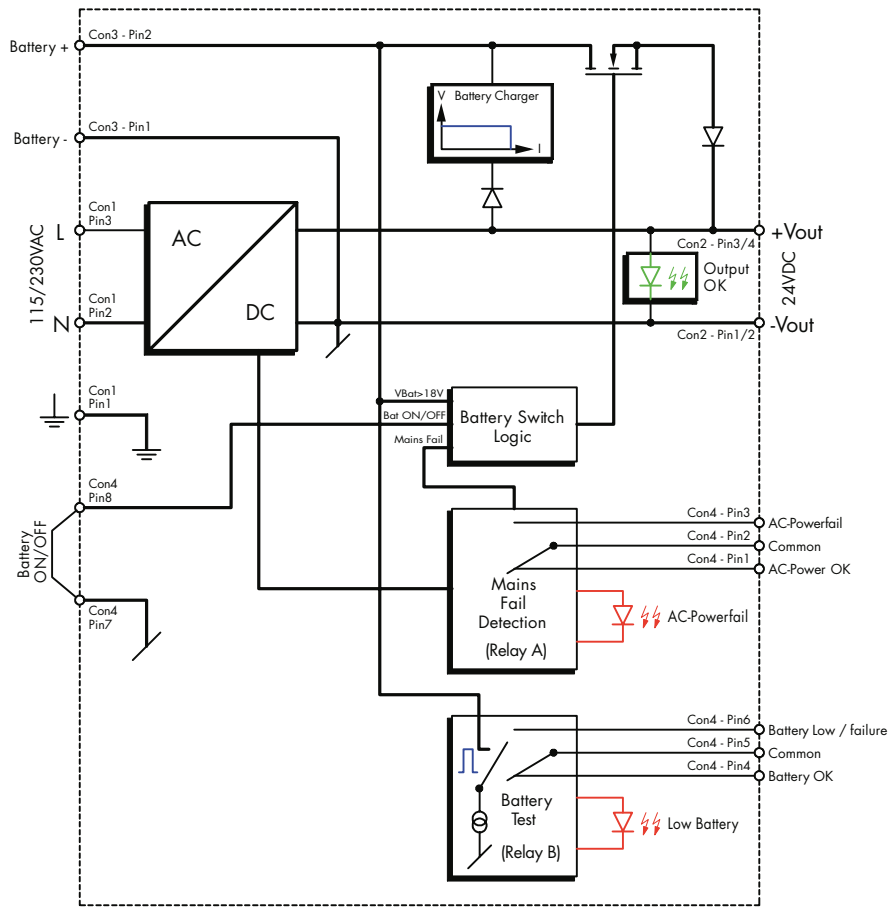 Con3 - Pin2
Battery +
V Battery Charger
I
Con3 - Pin1
Battery -
Con1
Pin3
L
AC
DC
+Vout
Con2 - Pin3/4
115/230VAC
Output
OK
24VDC
Con1
Pin2
N
-Vout
Con2 - Pin1/2
Con1
Pin1
VBat>18V
Bat ON/OFF
Mains Fail
Battery Switch
Logic
Con4
Pin8
Battery
ON/OFF
Con4
Pin7
Con4 - Pin3
AC-Powerfail
Con4 - Pin2
Common
Con4 - Pin1
AC-Power OK
Mains
Fail
Detection
(Relay A)
AC-Powerfail
Con4 - Pin6
Battery Low / failure
Con4 - Pin5
Common
Con4 - Pin4
Battery OK
Battery
Test
(Relay B)
Low Battery